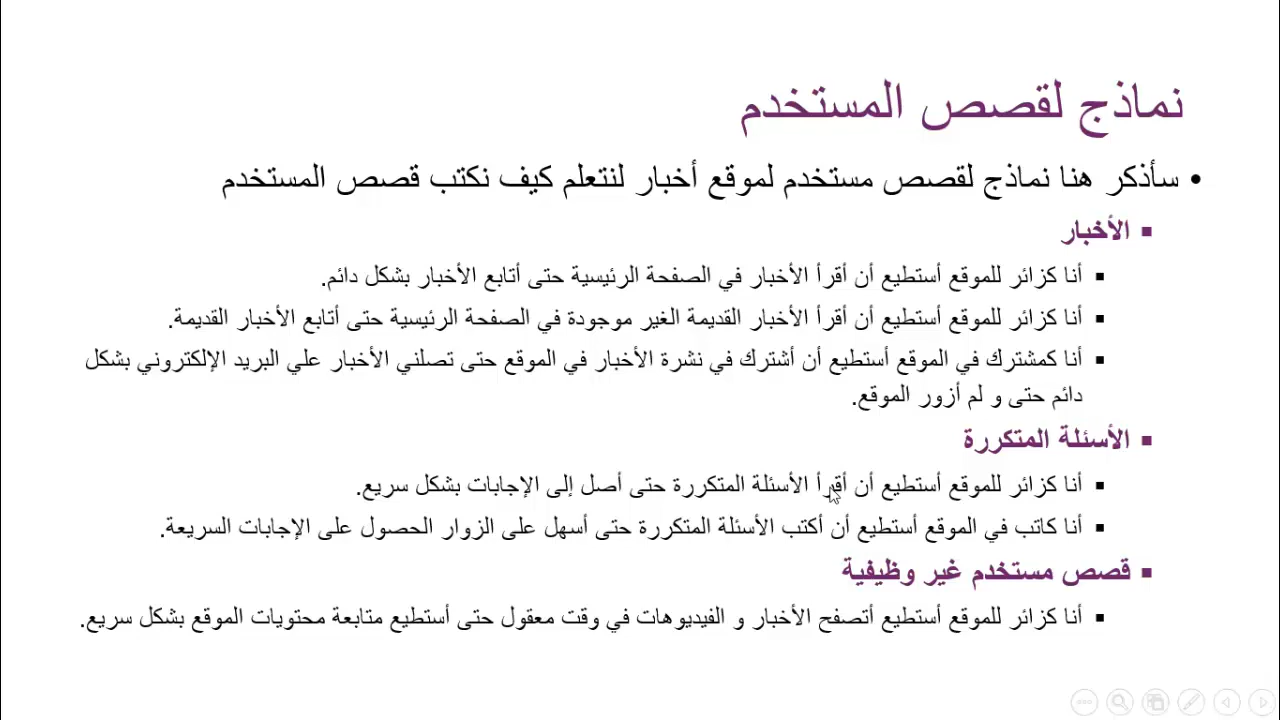 نماذج لقصص المستخدم
• سأذكر هنا نماذج لقصص مستخدم لموقع أخبار لنتعلم كيف نكتب قصص المستخدم
▪ الأخبار
▪ أنا كزائر للموقع أستطيع أن أقرأ الأخبار في الصفحة الرئيسية حتى أتابع الأخبار بشكل دائم.
▪ أنا كزائر للموقع أستطيع أن أقرأ الأخبار القديمة الغير موجودة في الصفحة الرئيسية حتى أتابع الأخبار القديمة.
▪ أنا كمشترك في الموقع أستطيع أن أشترك في نشرة الأخبار في الموقع حتى تصلني الأخبار علي البريد الإلكتروني بشكل
دائم حتى و لم أزور الموقع.
▪ الأسئلة المتكررة
▪ أنا كزائر للموقع أستطيع أن أقرأ الأسئلة المتكررة حتى أصل إلى الإجابات بشكل سريع.
▪ أنا كاتب في الموقع أستطيع أن أكتب الأسئلة المتكررة حتى أسهل على الزوار الحصول على الإجابات السريعة.
▪ قصص مستخدم غير وظيفية
▪ أنا كزائر للموقع أستطيع أتصفح الأخبار و الفيديوهات في وقت معقول حتى أستطيع متابعة محتويات الموقع بشكل سريع.